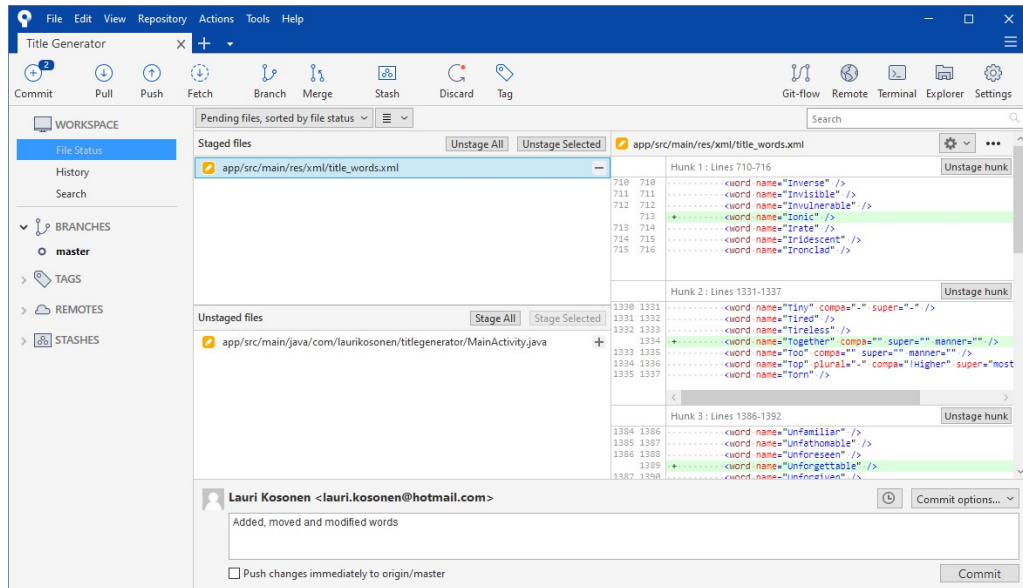 File Edit View Repository Actions Tools Help
Title Generator
2
Commit Pull Push Fetch Branch Merge Stash Discard Tag Git-flow Remote Terminal Explorer Settings
WORKSPACE
File Status
History
Search
BRANCHES
master
TAGS
REMOTES
STASHES
Pending files, sorted by file status
Search
Staged files Unstage All Unstage Selected
app/src/main/res/xml/title_words.xml
Unstaged files Stage All Stage Selected
app/src/main/java/com/laurikosonen/titlegenerator/MainActivity.java
app/src/main/res/xml/title_words.xml
Hunk 1 : Lines 710-716 Unstage hunk
710 710 <word name="Inverse" />
711 711 <word name="Invisible" />
712 712 <word name="Invulnerable" />
713 + <word name="Ionic" />
713 714 <word name="Irate" />
714 715 <word name="Iridescent" />
715 716 <word name="Ironclad" />
Hunk 2 : Lines 1331-1337 Unstage hunk
1330 1331 <word name="Tiny" compa="-" super="-" />
1331 1332 <word name="Tired" />
1332 1333 <word name="Tireless" />
1334 + <word name="Together" compa="" super="" manner="" />
1333 1335 <word name="Too" compa="" super="" manner="" />
1334 1336 <word name="Top" plural="-" compa="!Higher" super="most
1335 1337 <word name="Torn" />
Hunk 3 : Lines 1386-1392 Unstage hunk
1384 1386 <word name="Unfamiliar" />
1385 1387 <word name="Unfathomable" />
1386 1388 <word name="Unforeseen" />
1389 + <word name="Unforgettable" />
1387 1390 <word name="Unforgiven" />
Lauri Kosonen <lauri.kosonen@hotmail.com>
Commit options...
Added, moved and modified words
Push changes immediately to origin/master
Commit